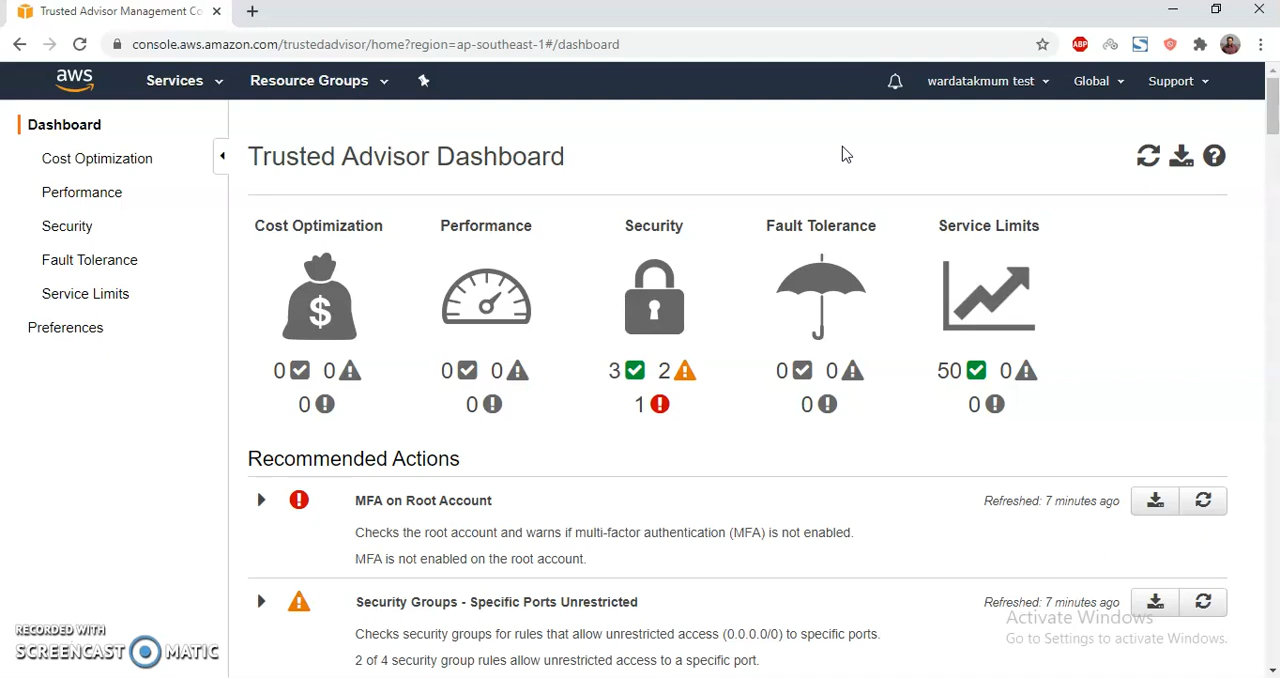 Trusted Advisor Management Co
console.aws.amazon.com/trustedadvisor/home?region=ap-southeast-1#/dashboard
ABP
aws
Services
Resource Groups
wardatakmum test
Global
Support
Dashboard
Cost Optimization
Performance
Security
Fault Tolerance
Service Limits
Preferences
Trusted Advisor Dashboard
Cost Optimization Performance Security Fault Tolerance Service Limits
0 0 0 0 3 2 0 0 50 0
0 0 1 0 0
Recommended Actions
MFA on Root Account Refreshed: 7 minutes ago
Checks the root account and warns if multi-factor authentication (MFA) is not enabled.
MFA is not enabled on the root account.
Security Groups - Specific Ports Unrestricted Refreshed: 7 minutes ago
Checks security groups for rules that allow unrestricted access (0.0.0.0/0) to specific ports.
2 of 4 security group rules allow unrestricted access to a specific port.
Activate Windows
Go to Settings to activate Windows.
RECORDED WITH
SCREENCAST MATIC